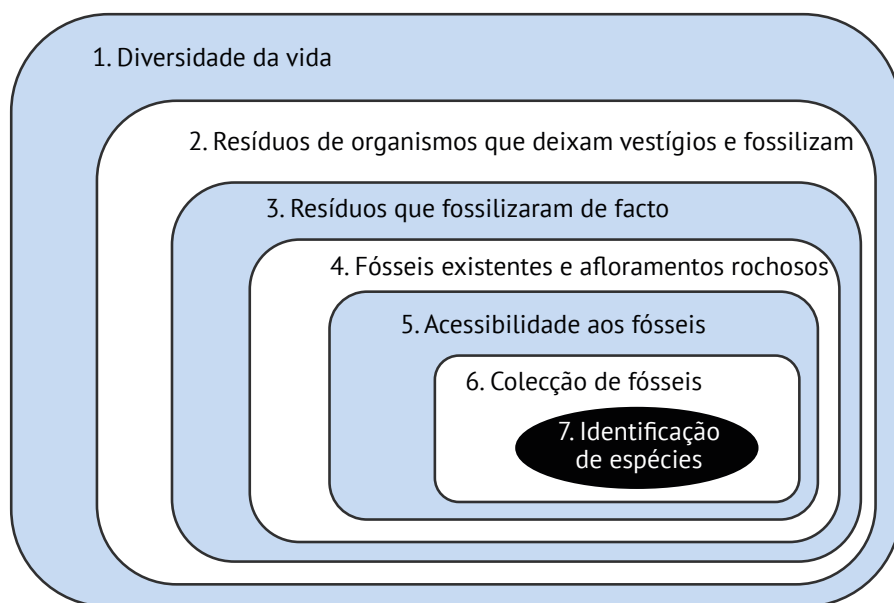 1. Diversidade da vida
2. Resíduos de organismos que deixam vestígios e fossilizam
3. Resíduos que fossilizaram de facto
4. Fósseis existentes e afloramentos rochosos
5. Acessibilidade aos fósseis
6. Colecção de fósseis
7. Identificação
de espécies